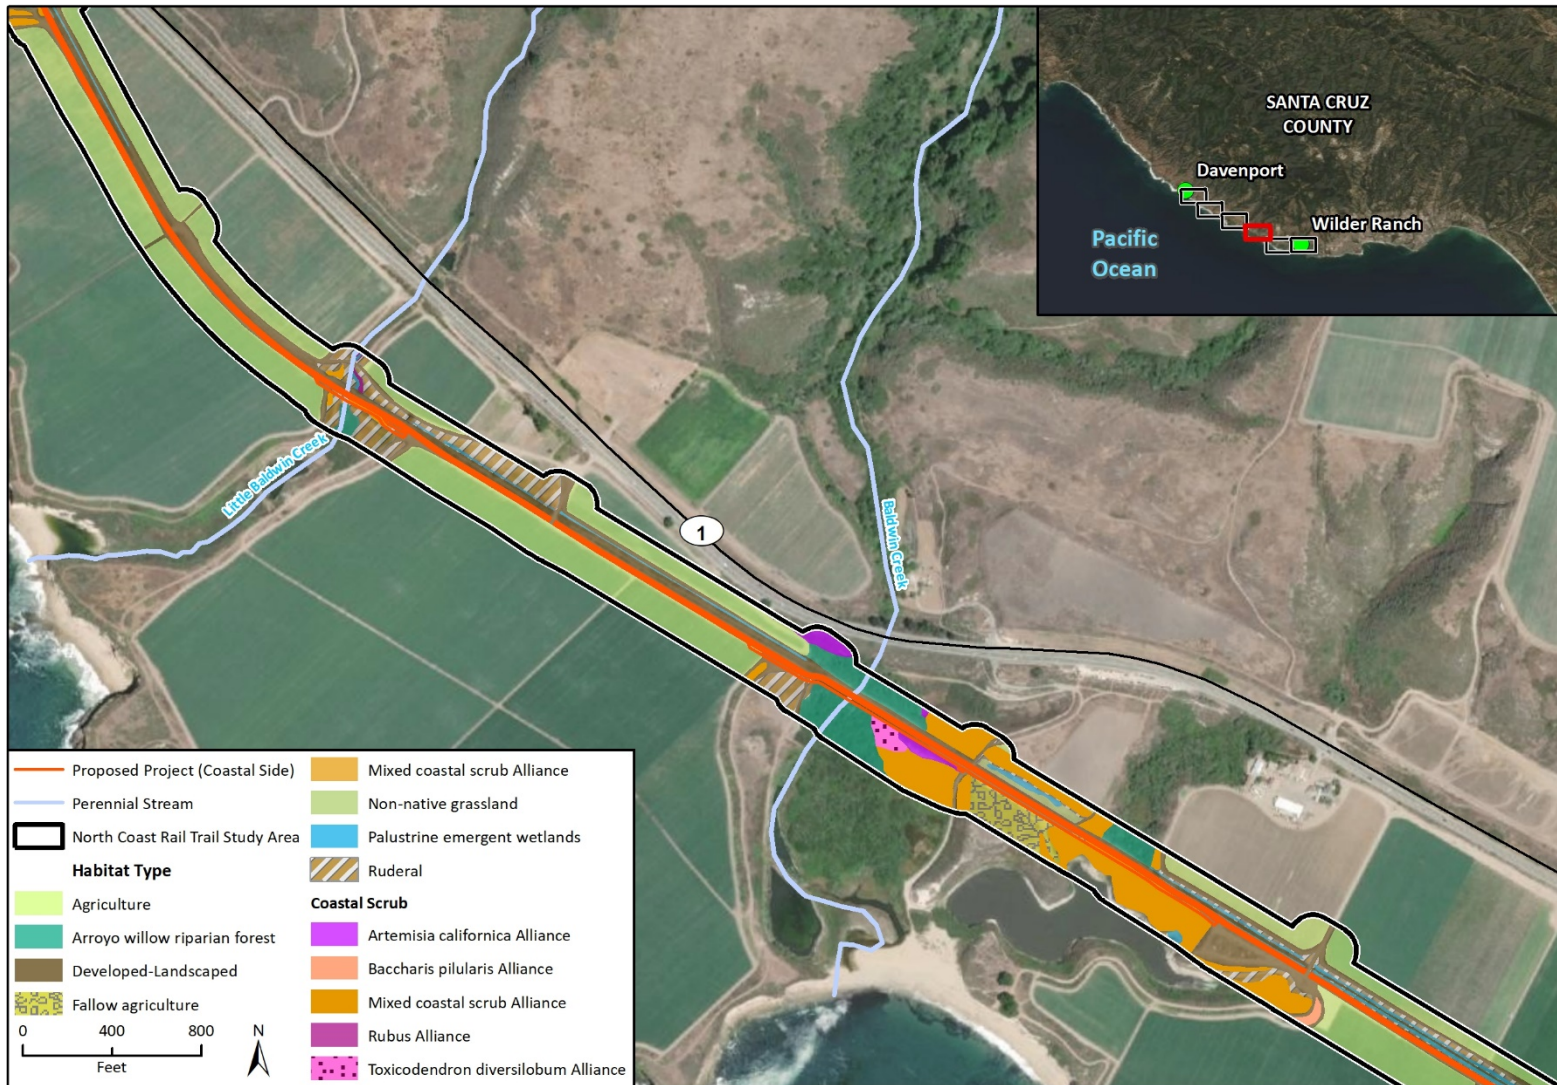 SANTA CRUZ
COUNTY
Davenport
Wilder Ranch
Pacific
Ocean
Little Baldwin Creek
1
Baldwin Creek
Proposed Project (Coastal Side)
Perennial Stream
North Coast Rail Trail Study Area
Habitat Type
Agriculture
Arroyo willow riparian forest
Developed-Landscaped
Fallow agriculture
0 400 800
Feet
N
Mixed coastal scrub Alliance
Non-native grassland
Palustrine emergent wetlands
Ruderal
Coastal Scrub
Artemisia californica Alliance
Baccharis pilularis Alliance
Mixed coastal scrub Alliance
Rubus Alliance
Toxicodendron diversilobum Alliance